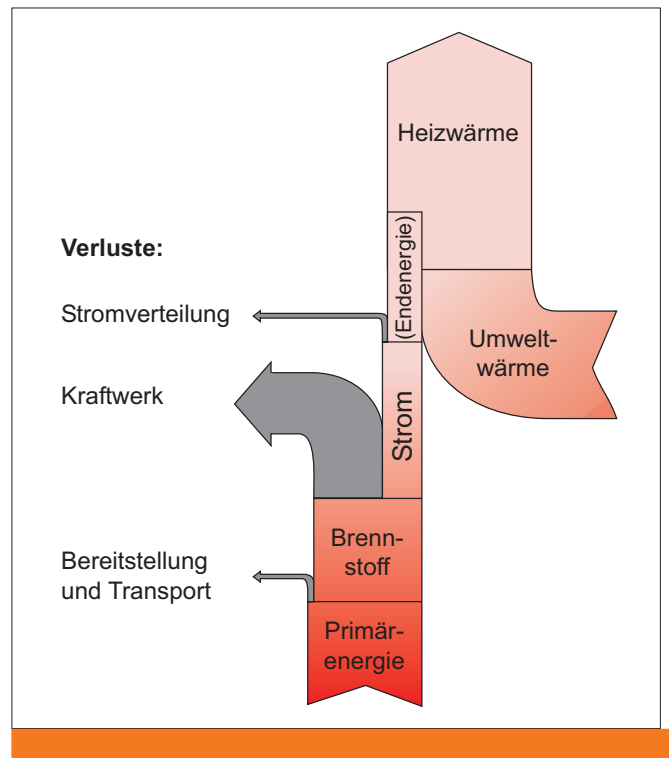 Heizwärme
(Endenergie)
Verluste:
Stromverteilung
Umwelt-
wärme
Kraftwerk
Strom
Brenn-
stoff
Bereitstellung
und Transport
Primär-
energie